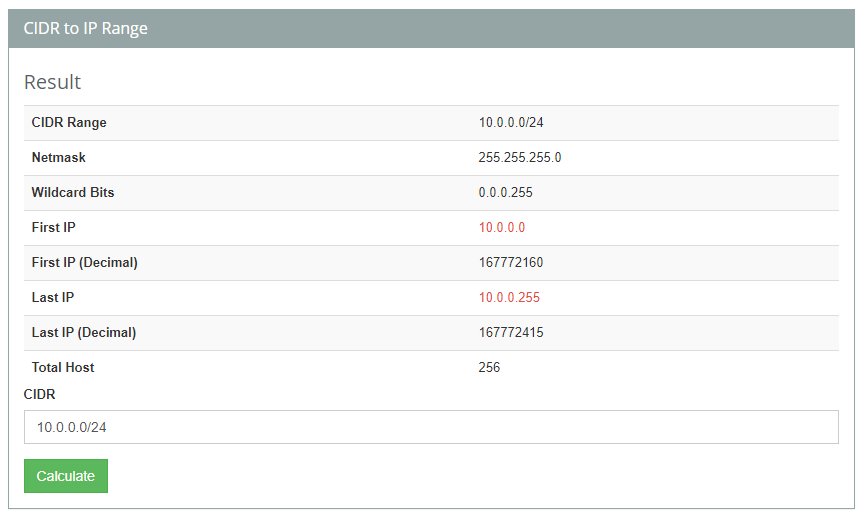 CIDR to IP Range
Result
CIDR Range 10.0.0.0/24
Netmask 255.255.255.0
Wildcard Bits 0.0.0.255
First IP 10.0.0.0
First IP (Decimal) 167772160
Last IP 10.0.0.255
Last IP (Decimal) 167772415
Total Host 256
CIDR
10.0.0.0/24
Calculate